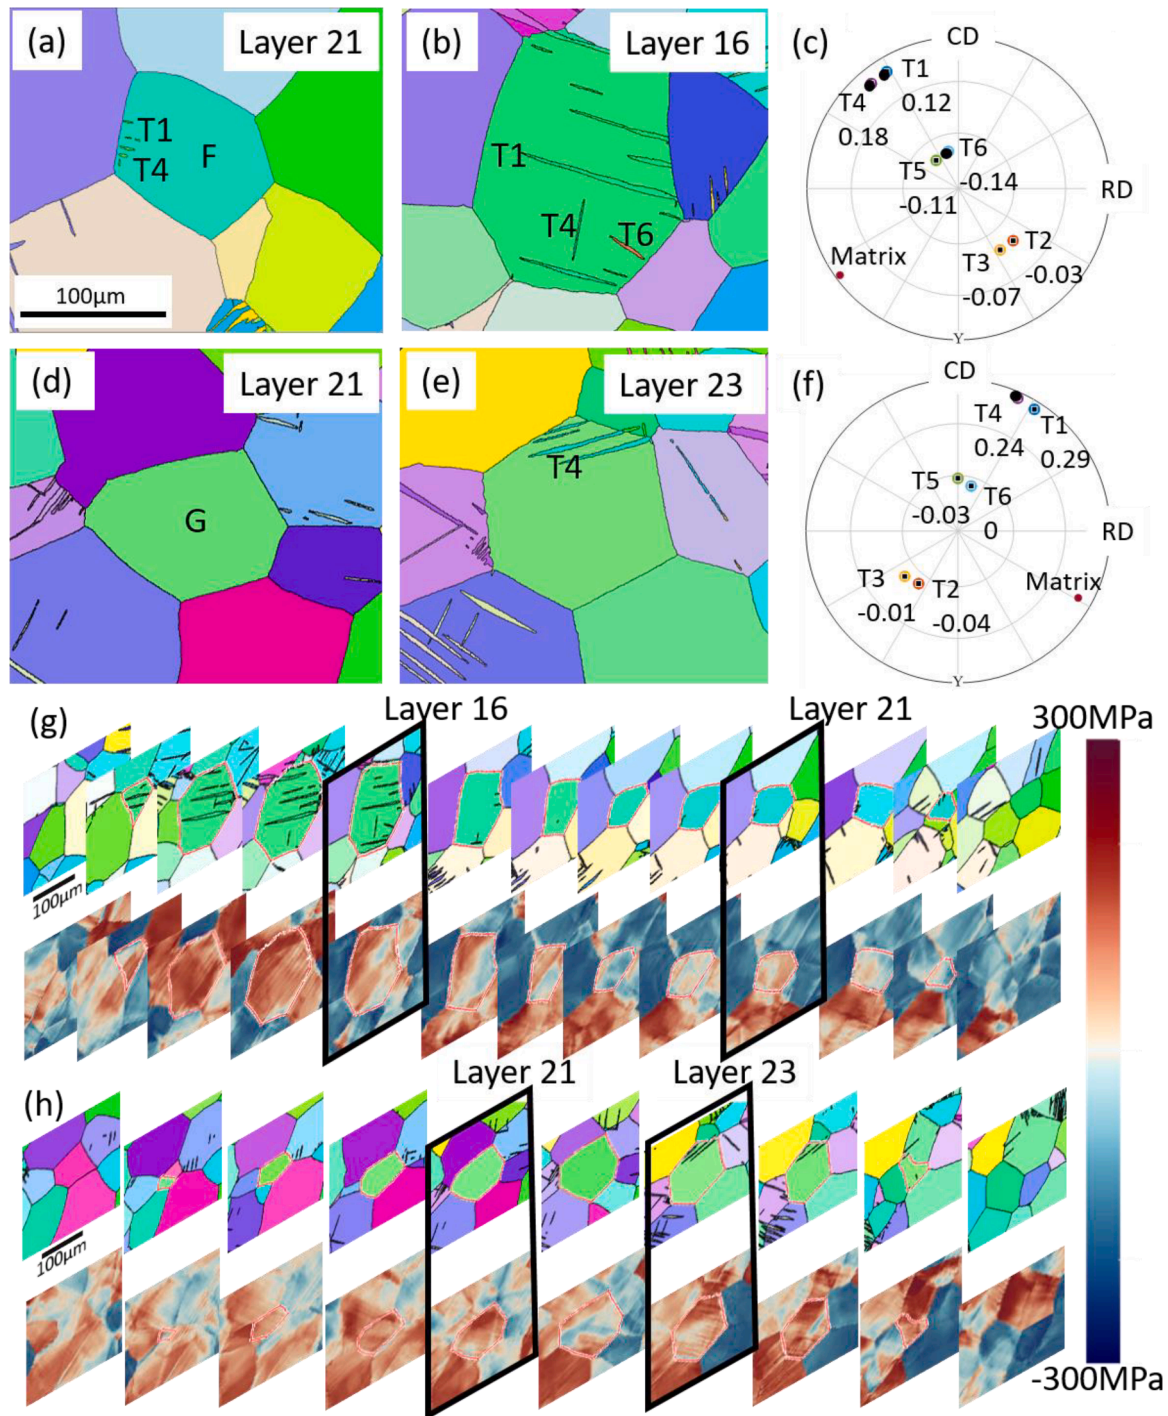 (a)
Layer 21
T1
T4
F
100μm
(b)
Layer 16
T1
T4
T6
(c)
CD
T1
0.12
T4
0.18
T6
-0.14
T5
-0.11
RD
T2
-0.03
T3
-0.07
Matrix
Y
(d)
Layer 21
G
(e)
Layer 23
T4
(f)
CD
T4
0.24
T1
0.29
T5
-0.03
T6
0
RD
T3
-0.01
T2
-0.04
Matrix
Y
(g)
Layer 16
Layer 21
300MPa
100μm
(h)
Layer 21
Layer 23
100μm
-300MPa